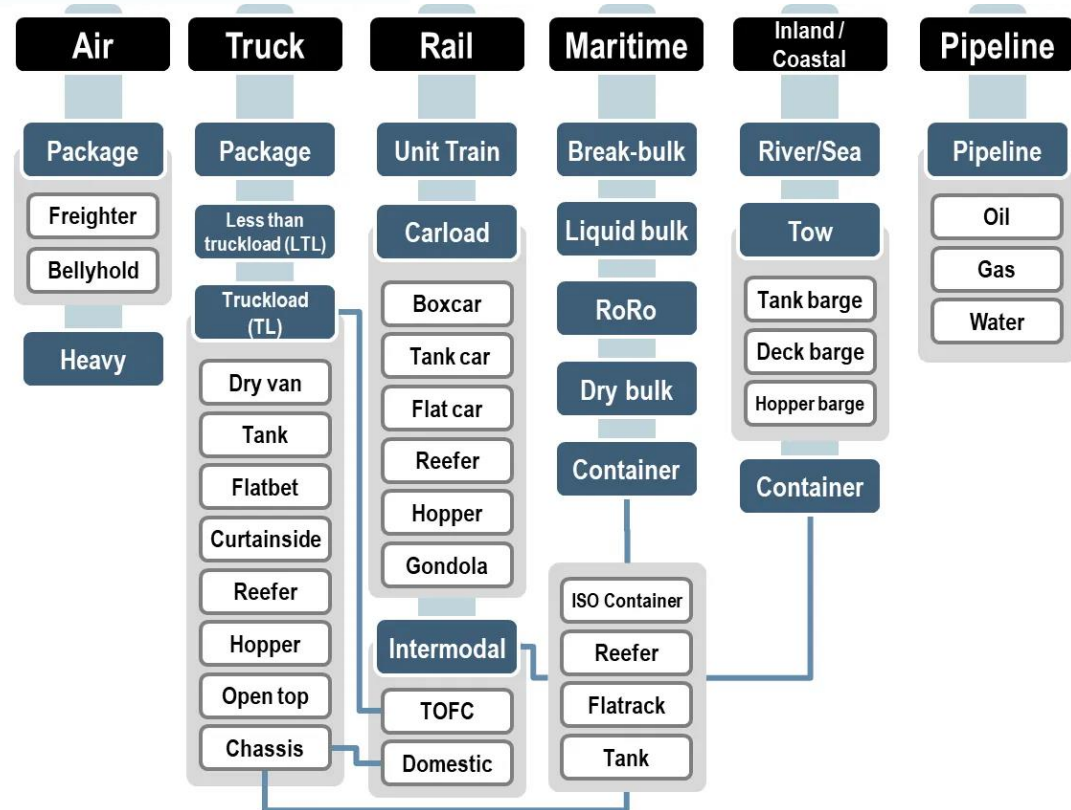 Air
Truck
Rail
Maritime
Inland /
Coastal
Pipeline
Package
Freighter
Bellyhold
Heavy
Package
Less than
truckload (LTL)
Truckload
(TL)
Dry van
Tank
Flatbet
Curtainside
Reefer
Hopper
Open top
Chassis
Unit Train
Carload
Boxcar
Tank car
Flat car
Reefer
Hopper
Gondola
Intermodal
TOFC
Domestic
Break-bulk
Liquid bulk
RoRo
Dry bulk
Container
ISO Container
Reefer
Flatrack
Tank
River/Sea
Tow
Tank barge
Deck barge
Hopper barge
Container
Pipeline
Oil
Gas
Water